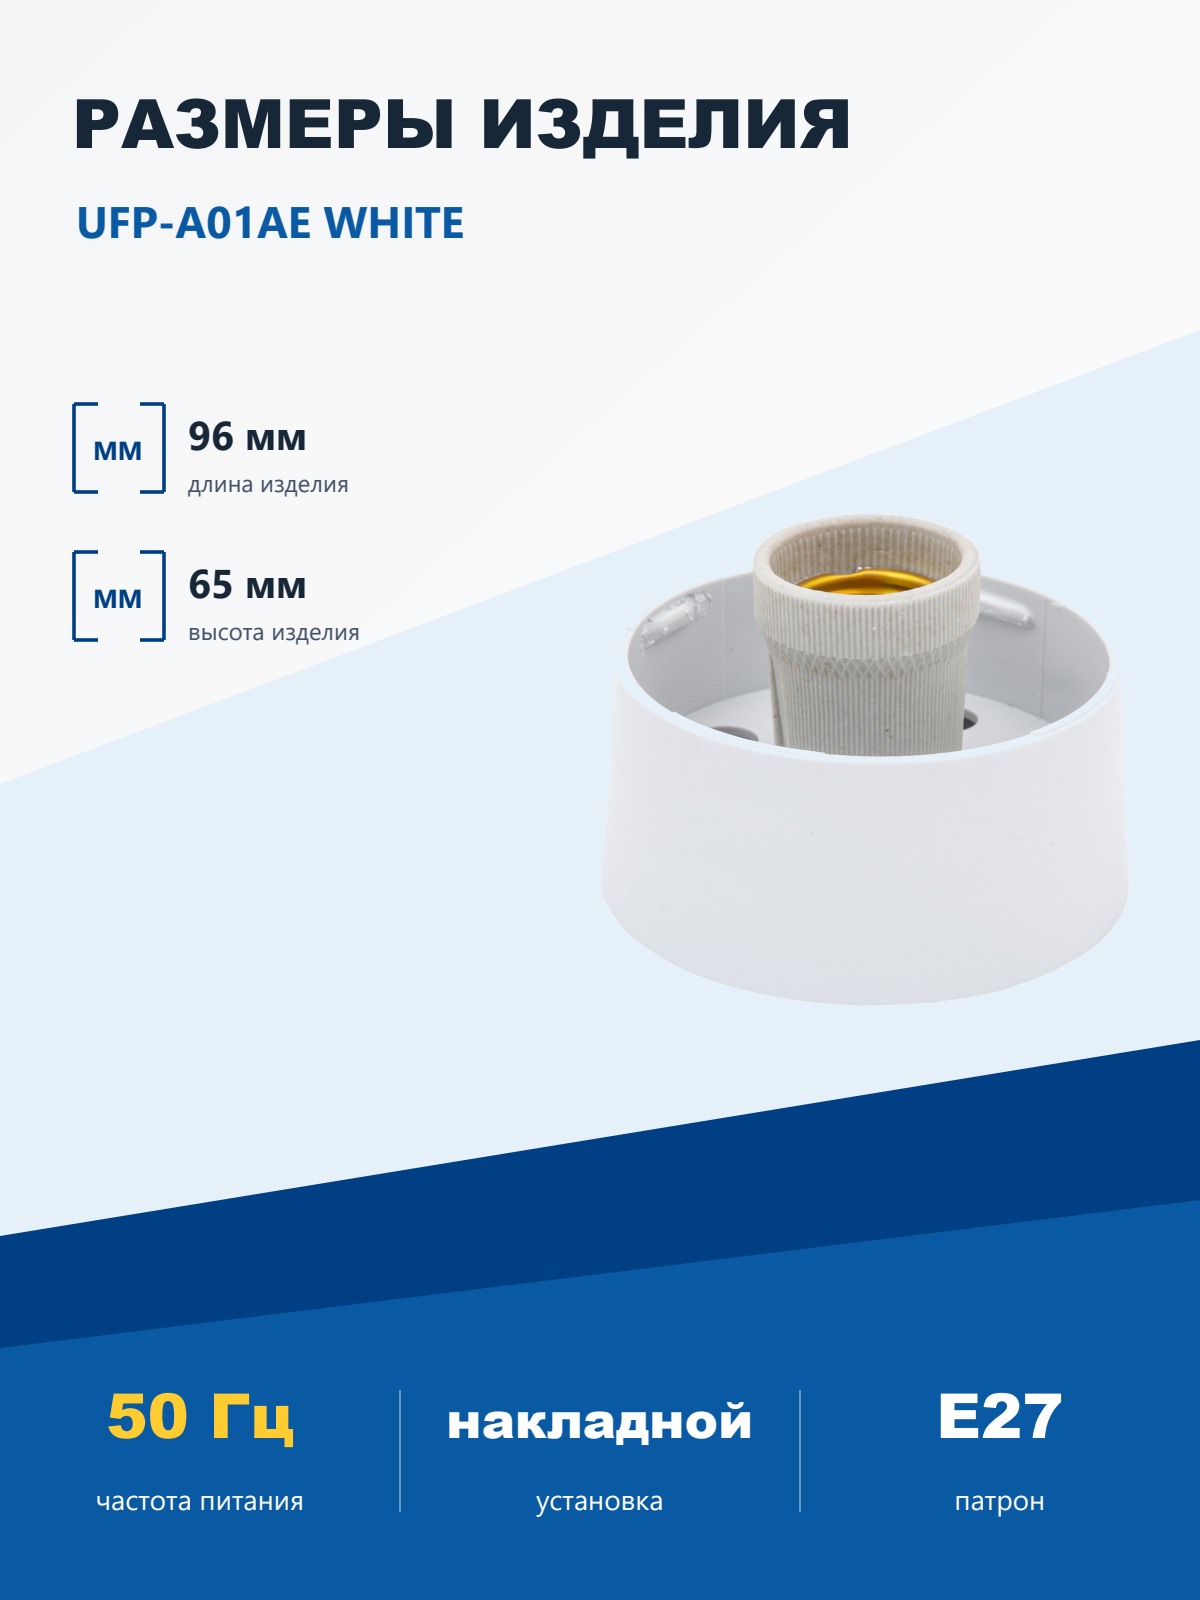 РАЗМЕРЫ ИЗДЕЛИЯ
UFP-A01AE WHITE
мм
96 мм
длина изделия
мм
65 мм
высота изделия
50 Гц
частота питания
накладной
установка
E27
патрон